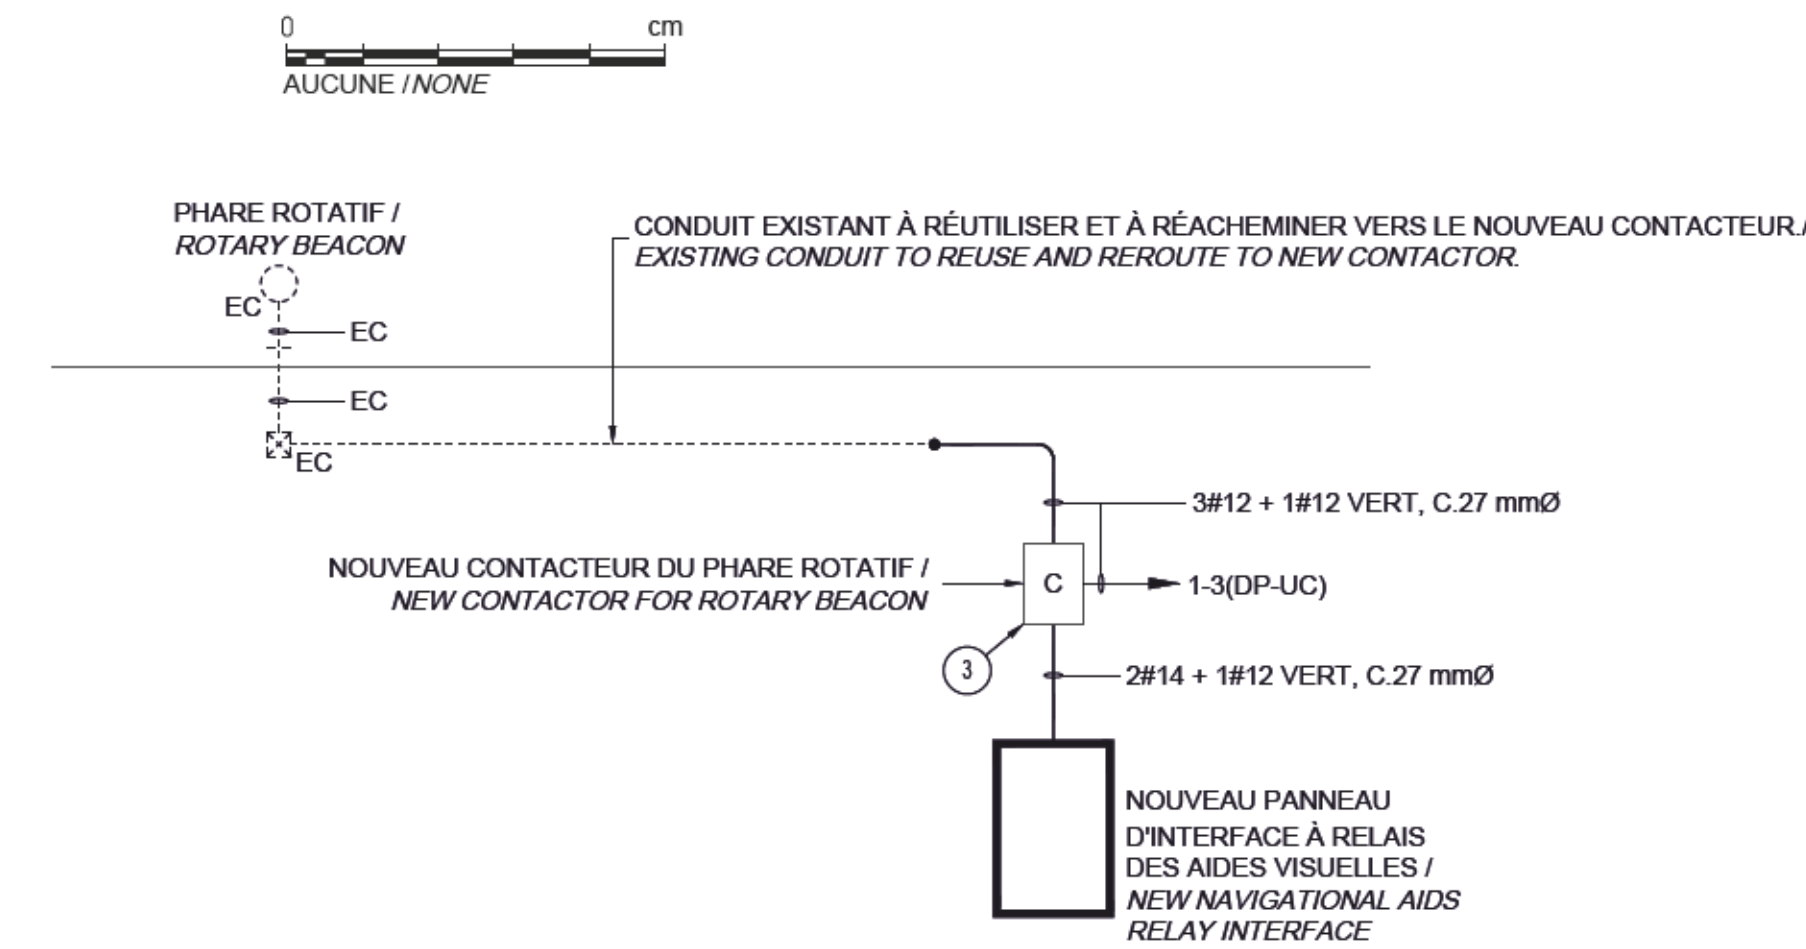 0 cm
AUCUNE / NONE
PHARE ROTATIF /
ROTARY BEACON
CONDUIT EXISTANT À RÉUTILISER ET À RÉACHEMINER VERS LE NOUVEAU CONTACTEUR./
EXISTING CONDUIT TO REUSE AND REROUTE TO NEW CONTACTOR.
EC
EC
EC
EC
3#12 + 1#12 VERT, C.27 mmØ
NOUVEAU CONTACTEUR DU PHARE ROTATIF /
NEW CONTACTOR FOR ROTARY BEACON
C
1-3(DP-UC)
3
2#14 + 1#12 VERT, C.27 mmØ
NOUVEAU PANNEAU
D'INTERFACE À RELAIS
DES AIDES VISUELLES /
NEW NAVIGATIONAL AIDS
RELAY INTERFACE